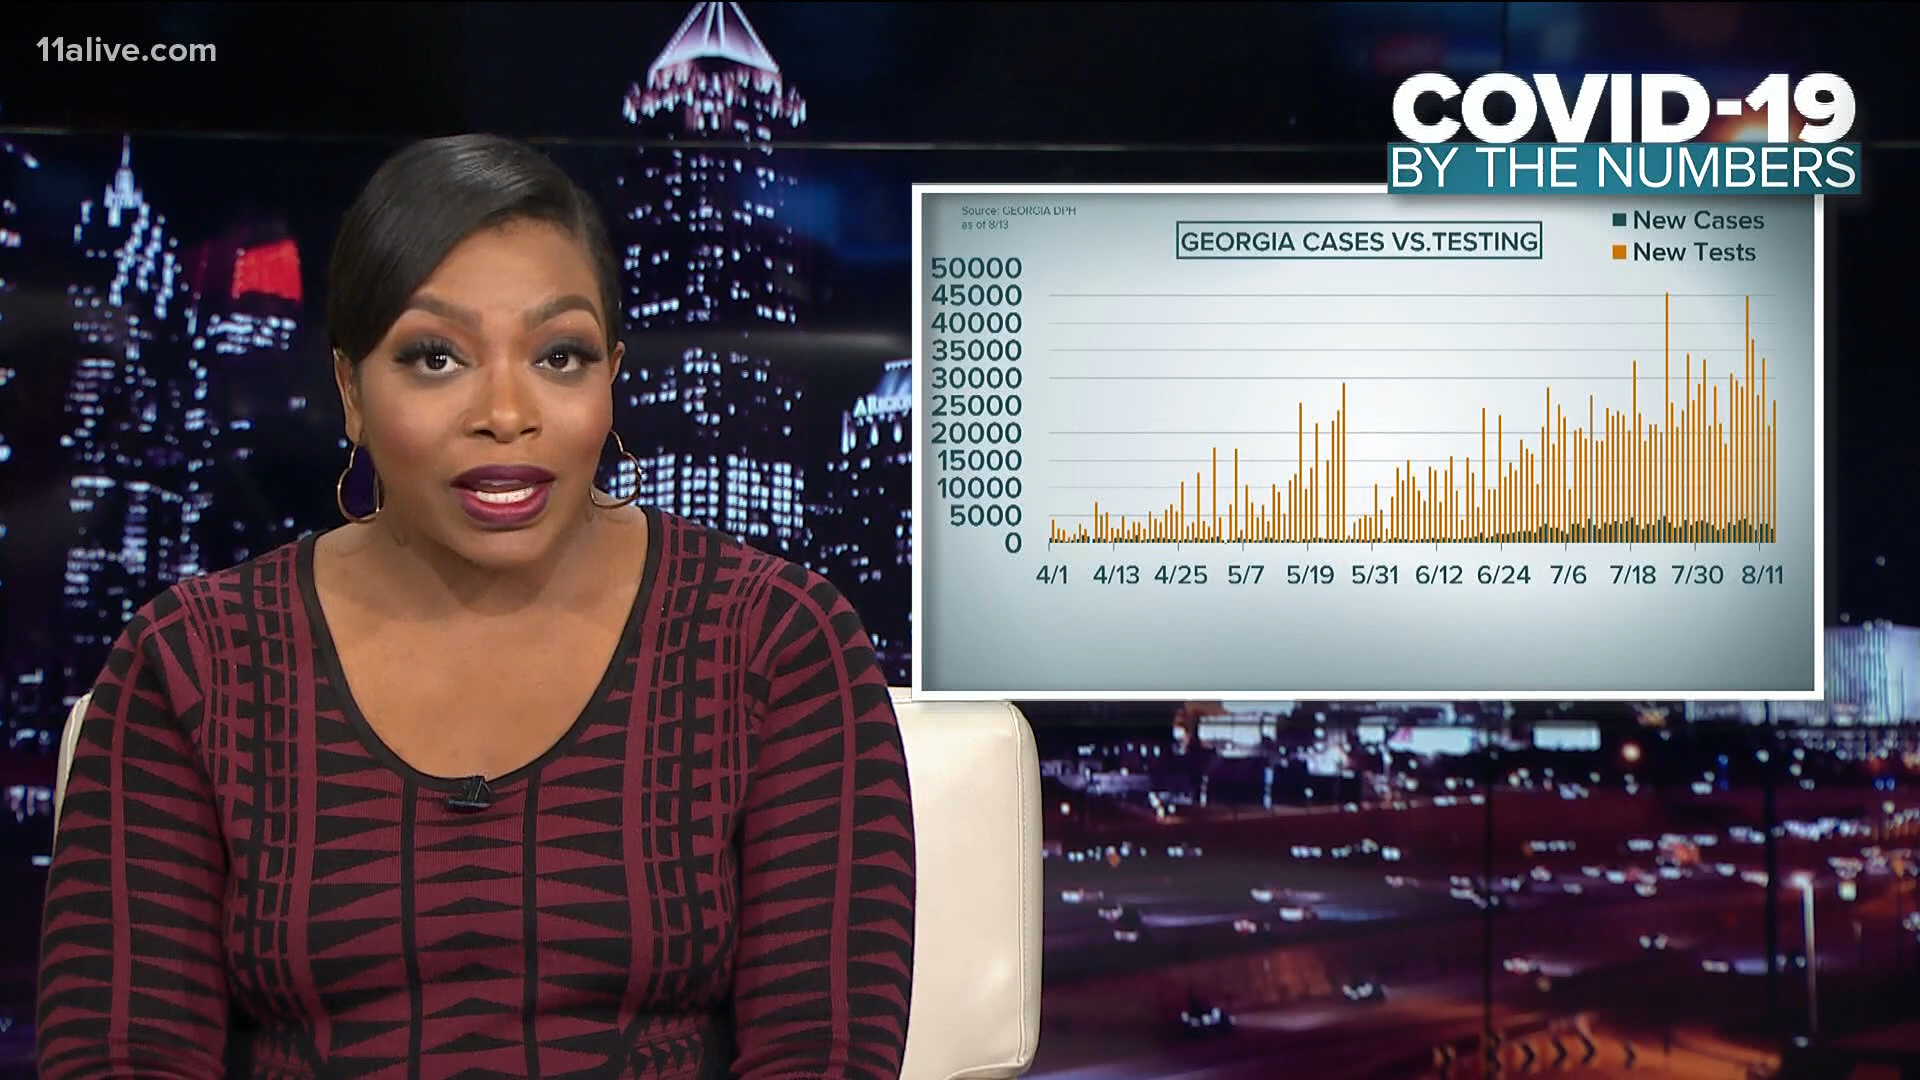 11alive.com
COVID-19
BY THE NUMBERS
Source: GEORGIA DPH
as of 8/13
GEORGIA CASES VS.TESTING
New Cases
New Tests
50000
45000
40000
35000
30000
25000
20000
15000
10000
5000
0
4/1 4/13 4/25 5/7 5/19 5/31 6/12 6/24 7/6 7/18 7/30 8/11